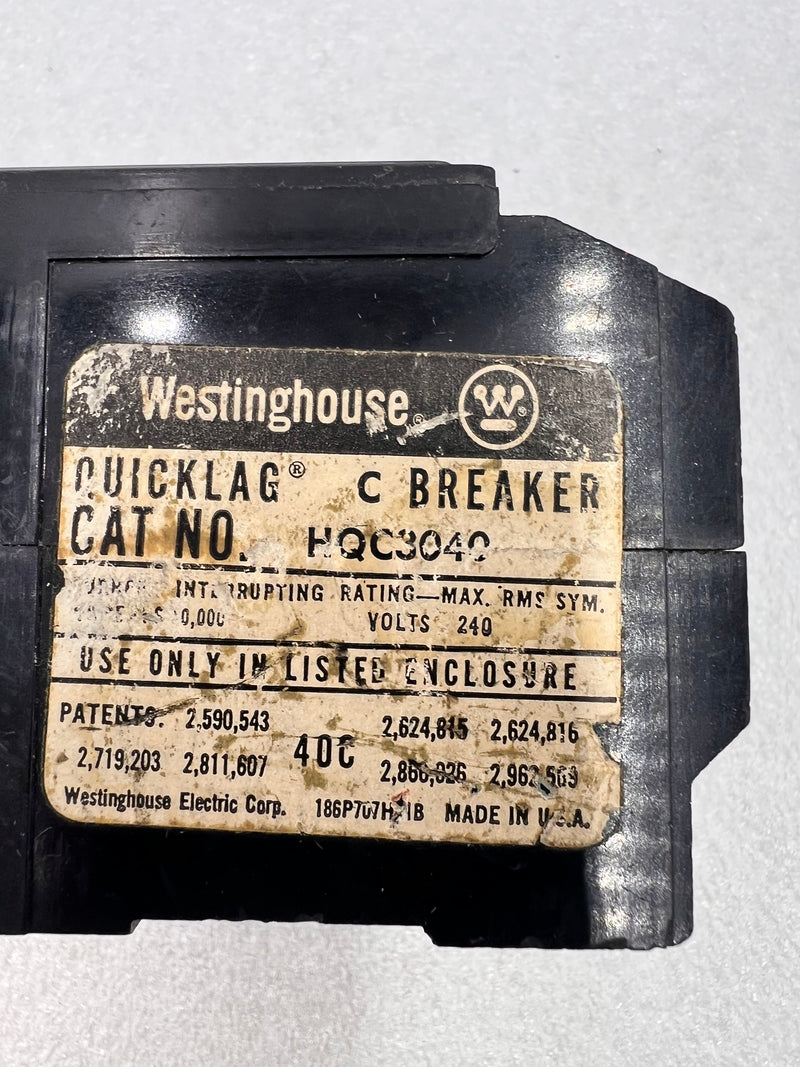 Westinghouse® W®
QUICKLAG® C BREAKER
CAT NO. HQC3040
INTERRUPTING RATING—MAX. RMS SYM.
VOLTS 240
USE ONLY IN LISTED ENCLOSURE
PATENTS: 2,590,543 2,624,815 2,624,816
2,719,203 2,811,607 40C
Westinghouse Electric Corp. MADE IN U.S.A.